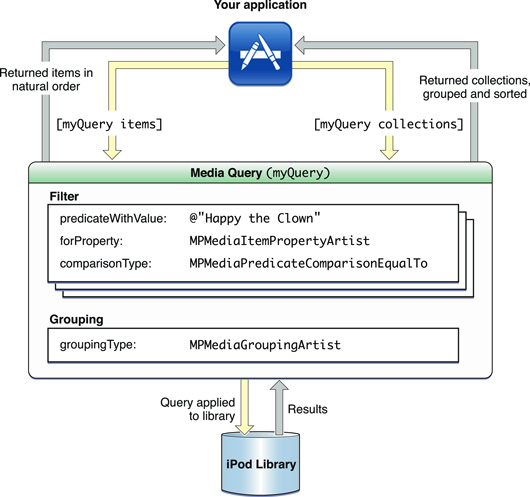 Your application
Returned items in
natural order
Returned collections,
grouped and sorted
[myQuery items]
[myQuery collections]
Media Query (myQuery)
Filter
predicateWithValue: @"Happy the Clown"
forProperty: MPMediaItemPropertyArtist
comparisonType: MPMediaPredicateComparisonEqualTo
Grouping
groupingType: MPMediaGroupingArtist
Query applied
to library
Results
iPod Library